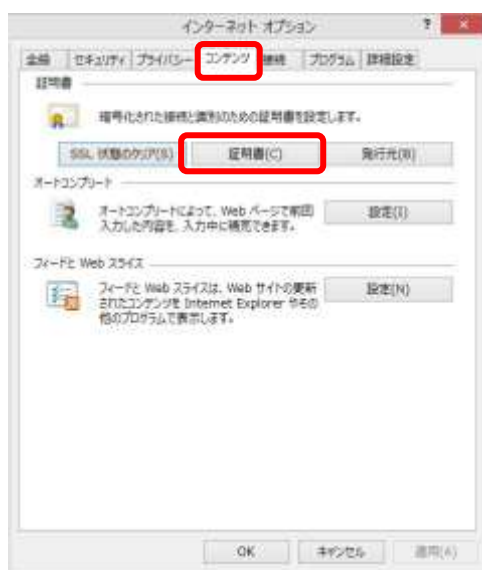 インターネット オプション
?
全般 セキュリティ プライバシー コンテンツ 接続 プログラム 詳細設定
証明書
暗号化された接続と識別のための証明書を設定します。
SSL 状態のクリア(S) 証明書(C) 発行元(B)
オートコンプリート
オートコンプリートによって、Web ページで前回
入力した内容を、入力中に補完できます。
設定(I)
フィードと Web スライス
フィードと Web スライスは、Web サイトの更新
されたコンテンツを Internet Explorer やその
他のプログラムで表示します。
設定(N)
OK キャンセル 適用(A)